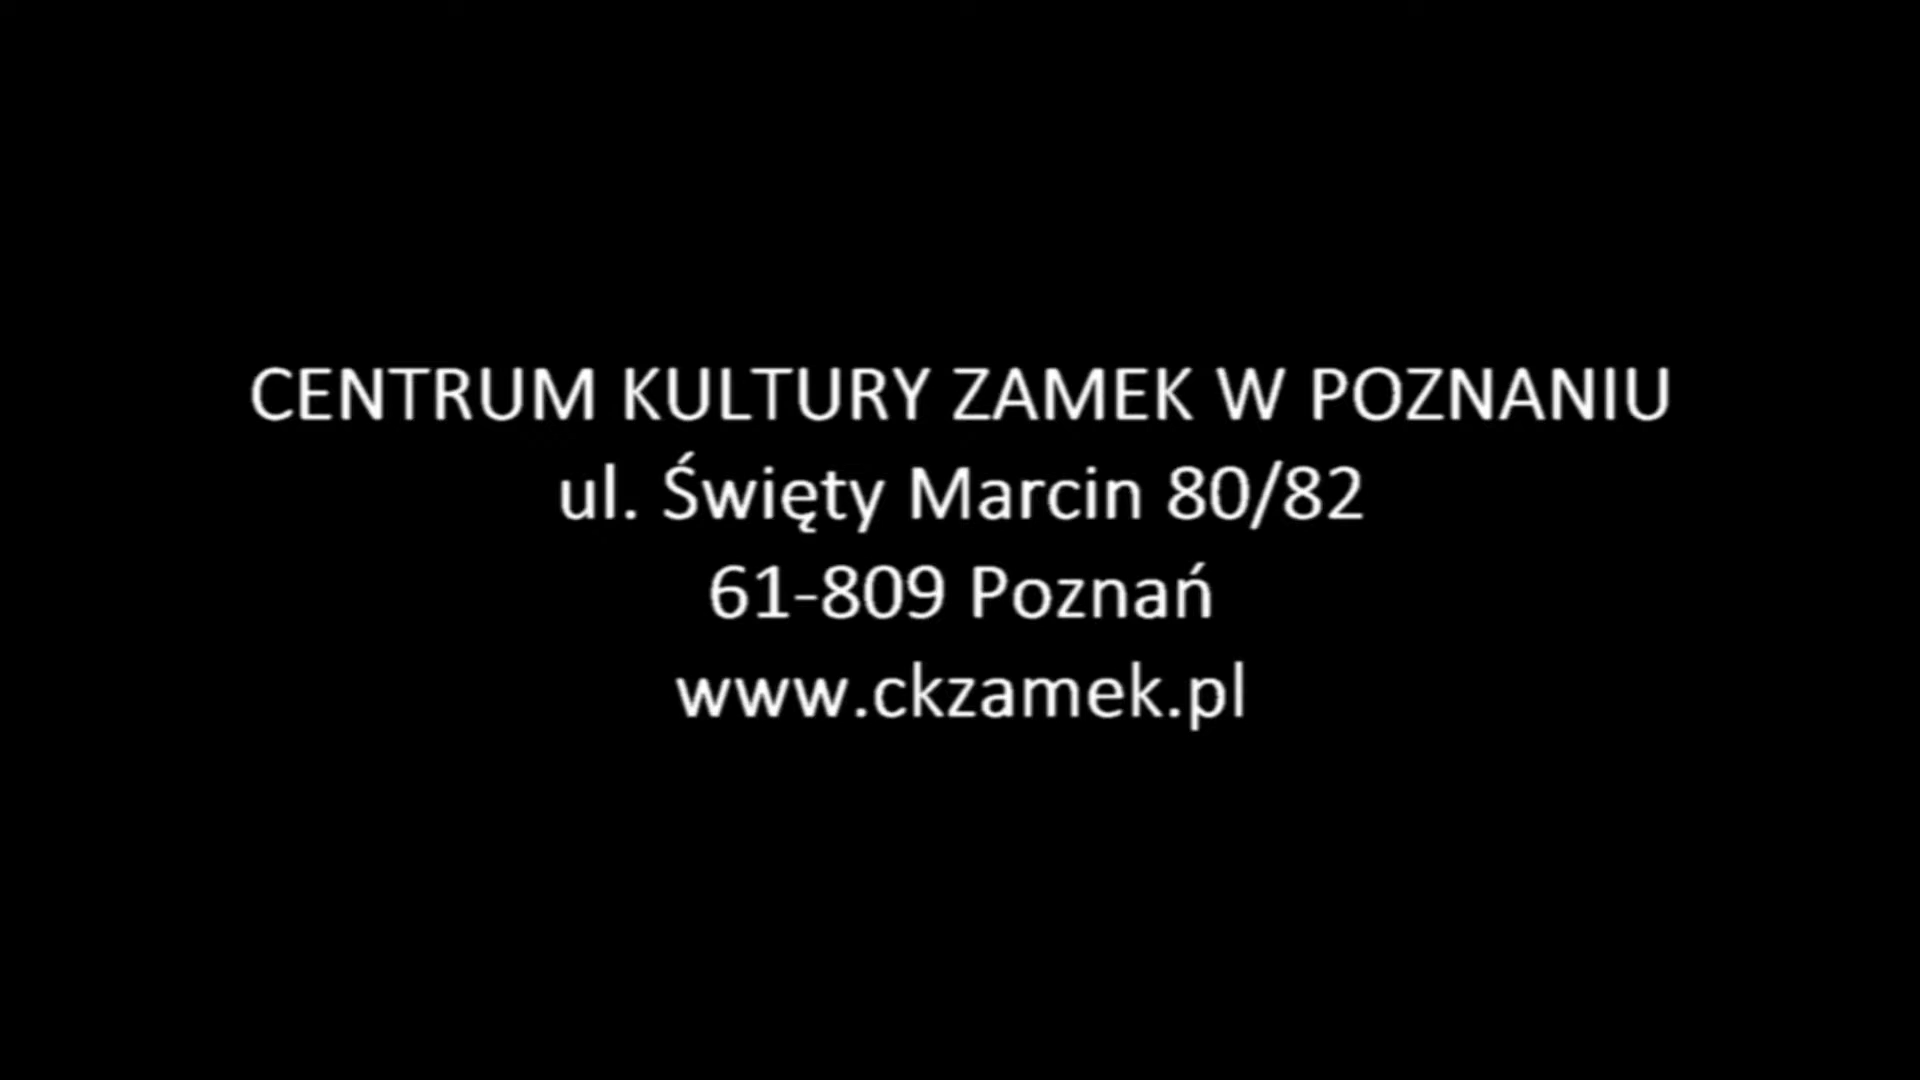 CENTRUM KULTURY ZAMEK W POZNANIU
ul. Święty Marcin 80/82
61-809 Poznań
www.ckzamek.pl